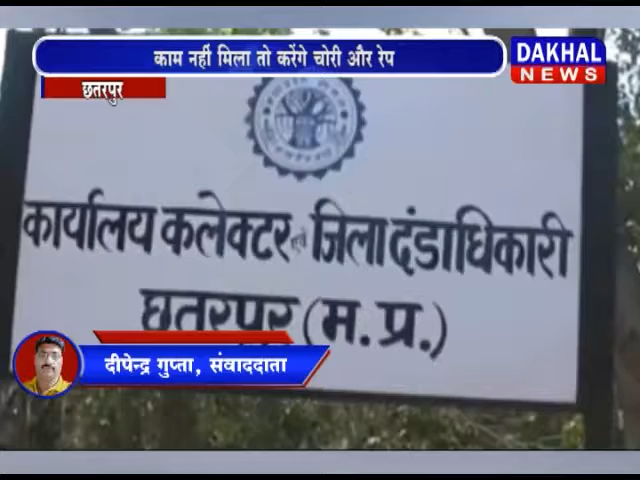 काम नहीं मिला तो करेंगे चोरी और रेप
DAKHAL
NEWS
छतरपुर
कार्यालय कलेक्टर एवं जिला दंडाधिकारी
छतरपुर (म.प्र.)
दीपेन्द्र गुप्ता, संवाददाता